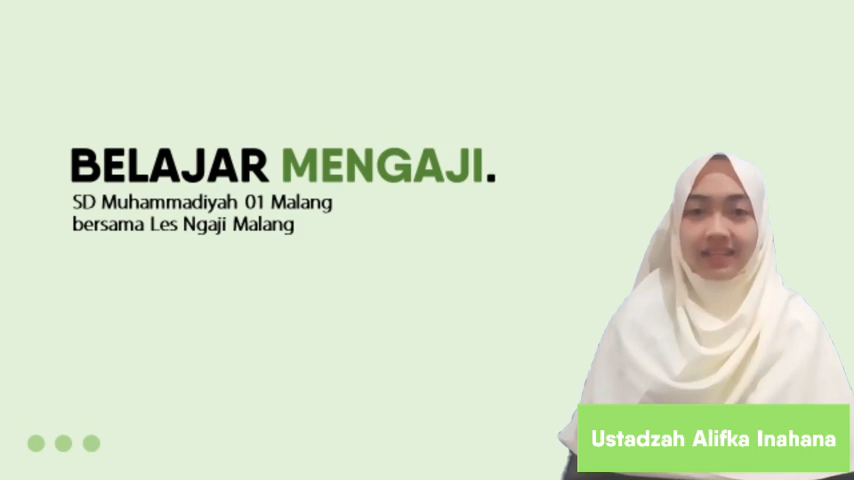 BELAJAR MENGAJI.
SD Muhammadiyah 01 Malang
bersama Les Ngaji Malang
Ustadzah Alifka Inahana